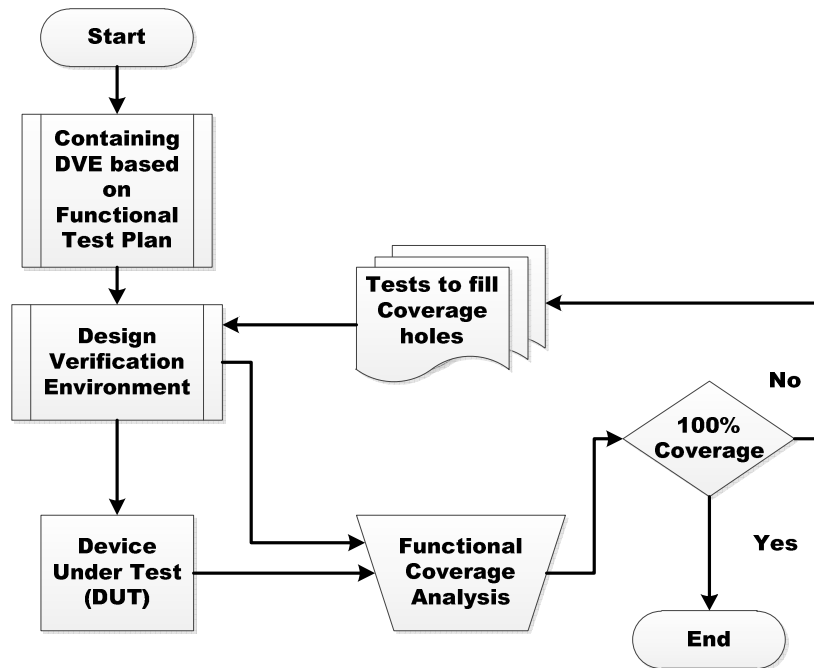 Start
Containing
DVE based
on
Functional
Test Plan
Tests to fill
Coverage
holes
Design
Verification
Environment
No
100%
Coverage
Device
Under Test
(DUT)
Functional
Coverage
Analysis
Yes
End